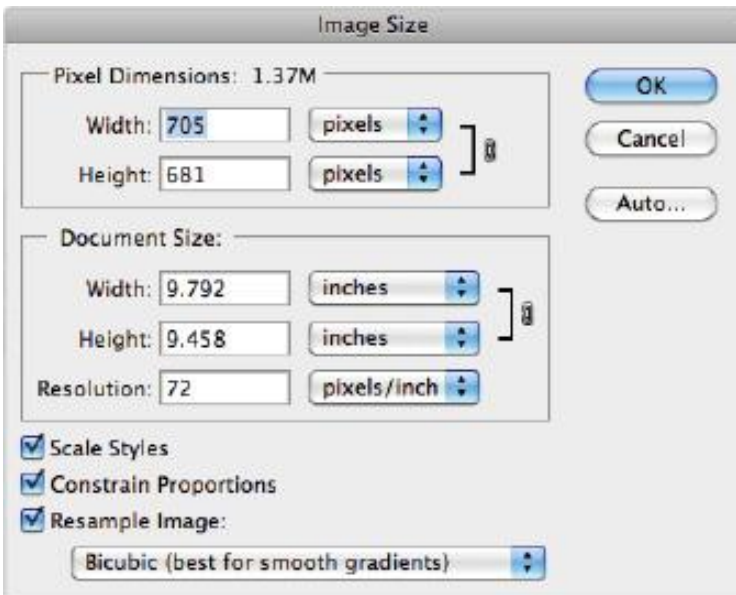 Image Size
Pixel Dimensions: 1.37M
OK
Width: 705 pixels
Cancel
Height: 681 pixels
Auto...
Document Size:
Width: 9.792 inches
Height: 9.458 inches
Resolution: 72 pixels/inch
Scale Styles
Constrain Proportions
Resample Image:
Bicubic (best for smooth gradients)